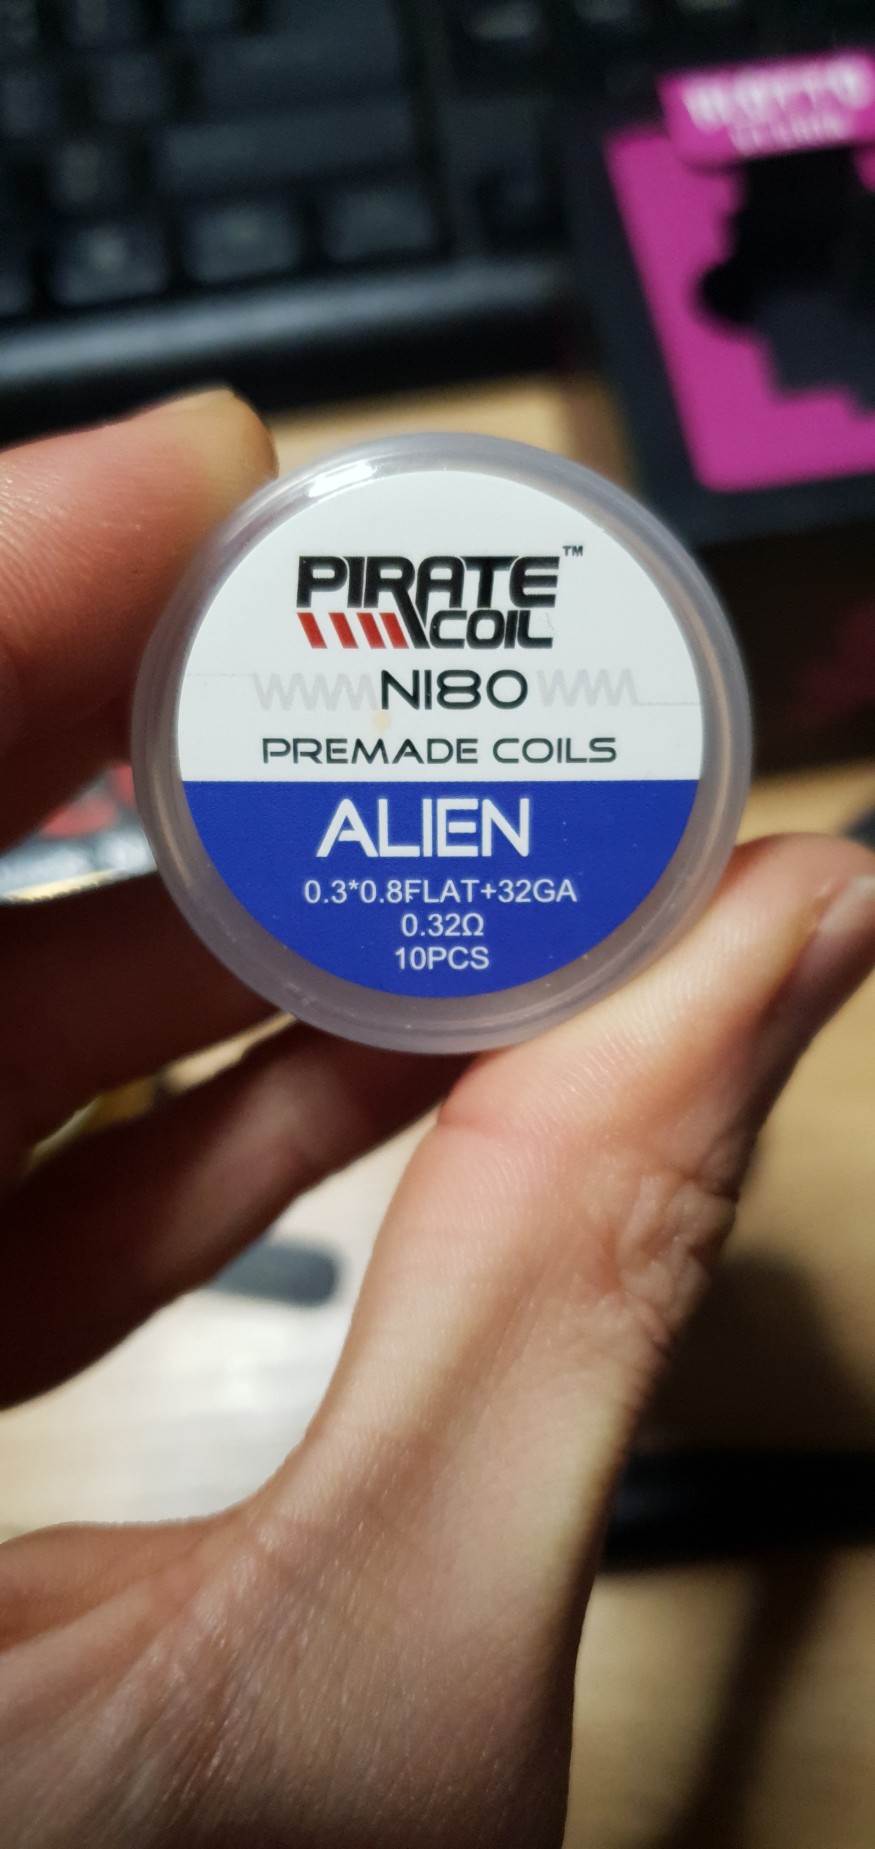 PIRATE™
COIL
NI80
PREMADE COILS
ALIEN
0.3*0.8FLAT+32GA
0.32Ω
10PCS